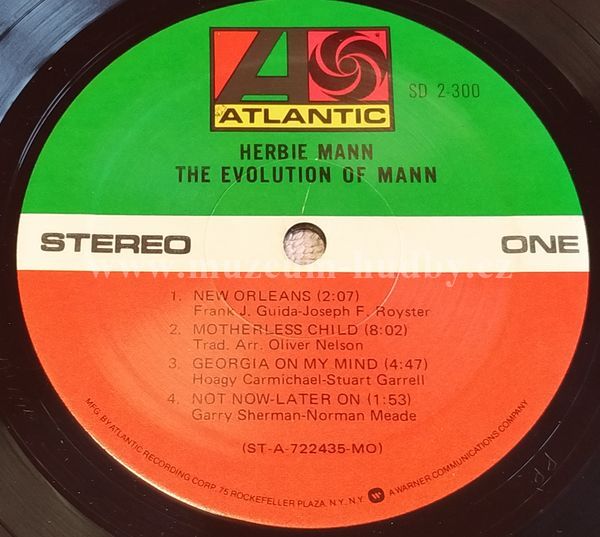 ATLANTIC
SD 2-300
HERBIE MANN
THE EVOLUTION OF MANN
STEREO
ONE
www.muzeum-hudby.cz
1. NEW ORLEANS (2:07)
Frank J. Guida-Joseph F. Royster
2. MOTHERLESS CHILD (8:02)
Trad. Arr. Oliver Nelson
3. GEORGIA ON MY MIND (4:47)
Hoagy Carmichael-Stuart Garrell
4. NOT NOW-LATER ON (1:53)
Garry Sherman-Norman Meade
(ST-A-722435-MO)
MFG. BY ATLANTIC RECORDING CORP. 75 ROCKEFELLER PLAZA, N.Y., N.Y. A WARNER COMMUNICATIONS COMPANY